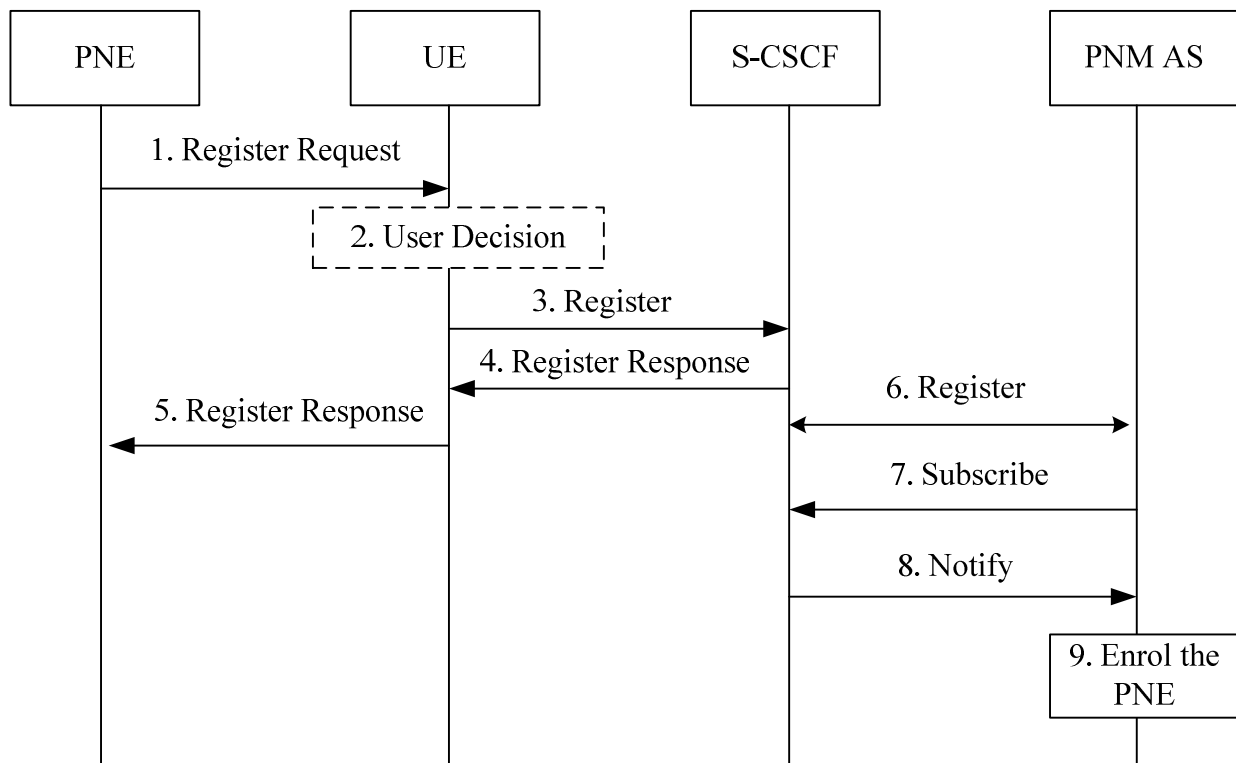 PNE
UE
S-CSCF
PNM AS
1. Register Request
2. User Decision
3. Register
4. Register Response
5. Register Response
6. Register
7. Subscribe
8. Notify
9. Enrol the
PNE